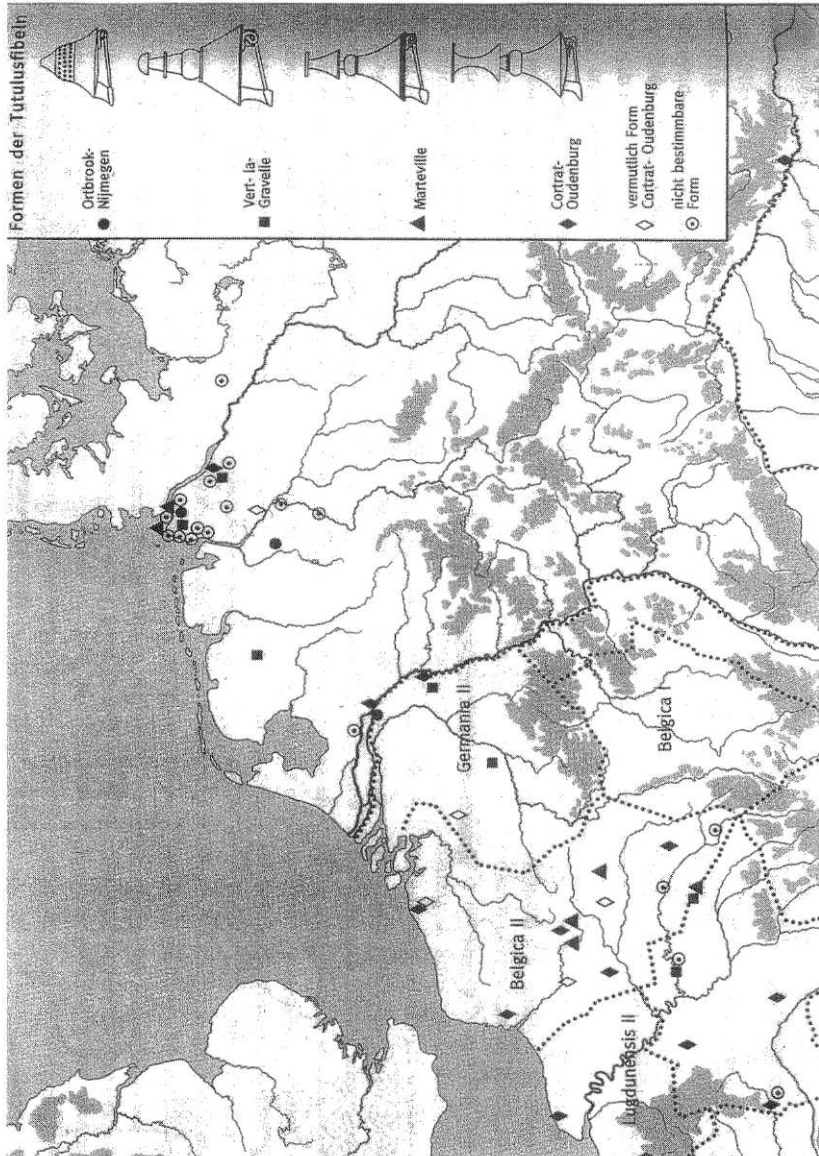 Formen der Tutulusfibeln
Ortbrook-
Nijmegen
Vert- la-
Gravelle
Marteville
Cortrat-
Oudenburg
vermutlich Form
Cortrat- Oudenburg
nicht bestimmbare
Form
Germania II
Belgica I
Belgica II
Lugdunensis II